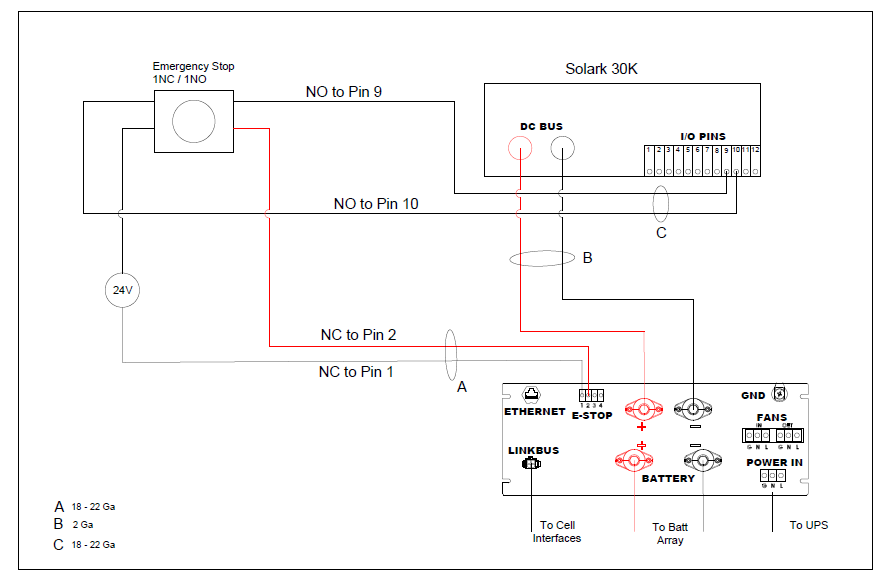 Emergency Stop
1NC / 1NO
NO to Pin 9
Solark 30K
DC BUS
I/O PINS
1 2 3 4 5 6 7 8 9 10 11 12
NO to Pin 10
C
B
24V
NC to Pin 2
NC to Pin 1
A
ETHERNET
1 2 3 4
E-STOP
+
−
GND
FANS
IN
OUT
G N L
G N L
LINKBUS
+
−
BATTERY
POWER IN
G N L
To Cell
Interfaces
To Batt
Array
To UPS
A 18 - 22 Ga
B 2 Ga
C 18 - 22 Ga